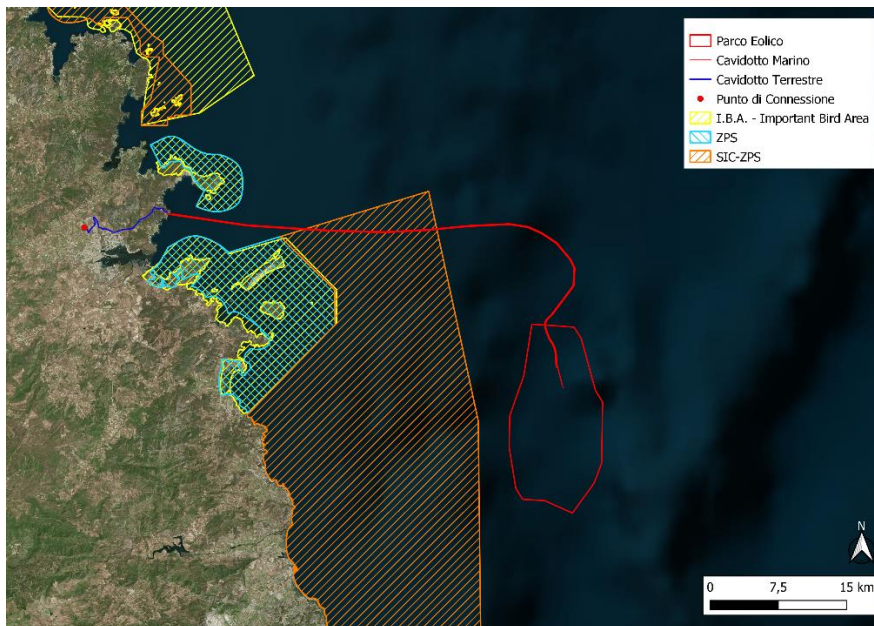 Parco Eolico
Cavidotto Marino
Cavidotto Terrestre
Punto di Connessione
I.B.A. - Important Bird Area
ZPS
SIC-ZPS
N
0 7,5 15 km